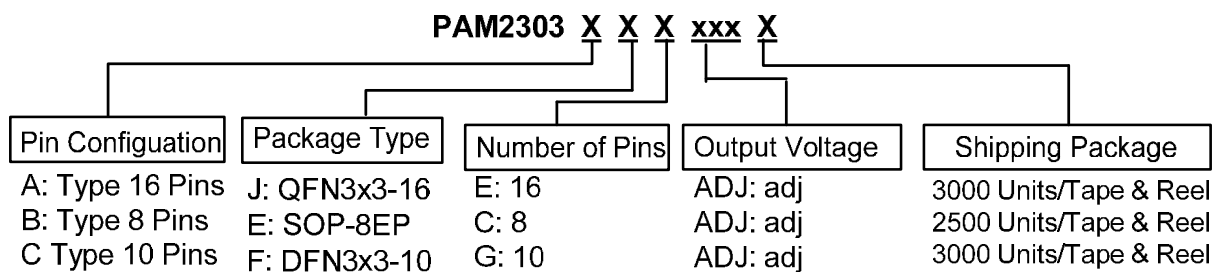 PAM2303 X X X xxx X
Pin Configuation
Package Type
Number of Pins
Output Voltage
Shipping Package
A: Type 16 Pins
J: QFN3x3-16
E: 16
ADJ: adj
3000 Units/Tape & Reel
B: Type 8 Pins
E: SOP-8EP
C: 8
ADJ: adj
2500 Units/Tape & Reel
C Type 10 Pins
F: DFN3x3-10
G: 10
ADJ: adj
3000 Units/Tape & Reel